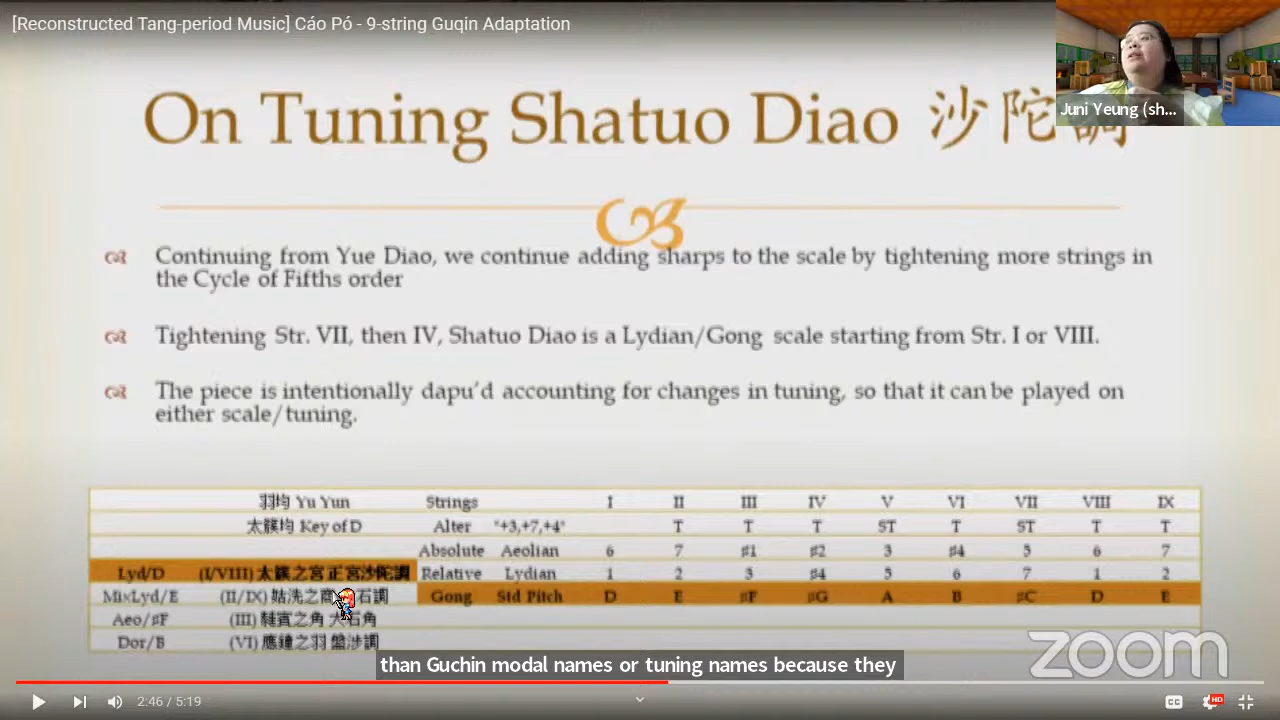 [Reconstructed Tang-period Music] Cáo Pó - 9-string Guqin Adaptation
Juni Yeung (sh...
On Tuning Shatuo Diao 沙陀調
Continuing from Yue Diao, we continue adding sharps to the scale by tightening more strings in
the Cycle of Fifths order
Tightening Str. VII, then IV, Shatuo Diao is a Lydian/Gong scale starting from Str. I or VIII.
The piece is intentionally dapu'd accounting for changes in tuning, so that it can be played on
either scale/tuning.
羽均 Yu Yun Strings I II III IV V VI VII VIII IX
太簇均 Key of D Alter "+3,+7,+4" T T T ST T ST T T
Absolute Aeolian 6 7 #1 #2 3 #4 5 6 7
Lyd/D (I/VIII) 太簇之宮 正宮沙陀調 Relative Lydian 1 2 3 #4 5 6 7 1 2
MixLyd/E (II/IX) 姑洗之商 石調 Gong Std Pitch D E #F #G A B #C D E
Aeo/#F (III) 蕤賓之角 大石角
Dor/B (VI) 應鐘之羽 盤涉調
zoom
than Guchin modal names or tuning names because they
2:46 / 5:19
CC
HD